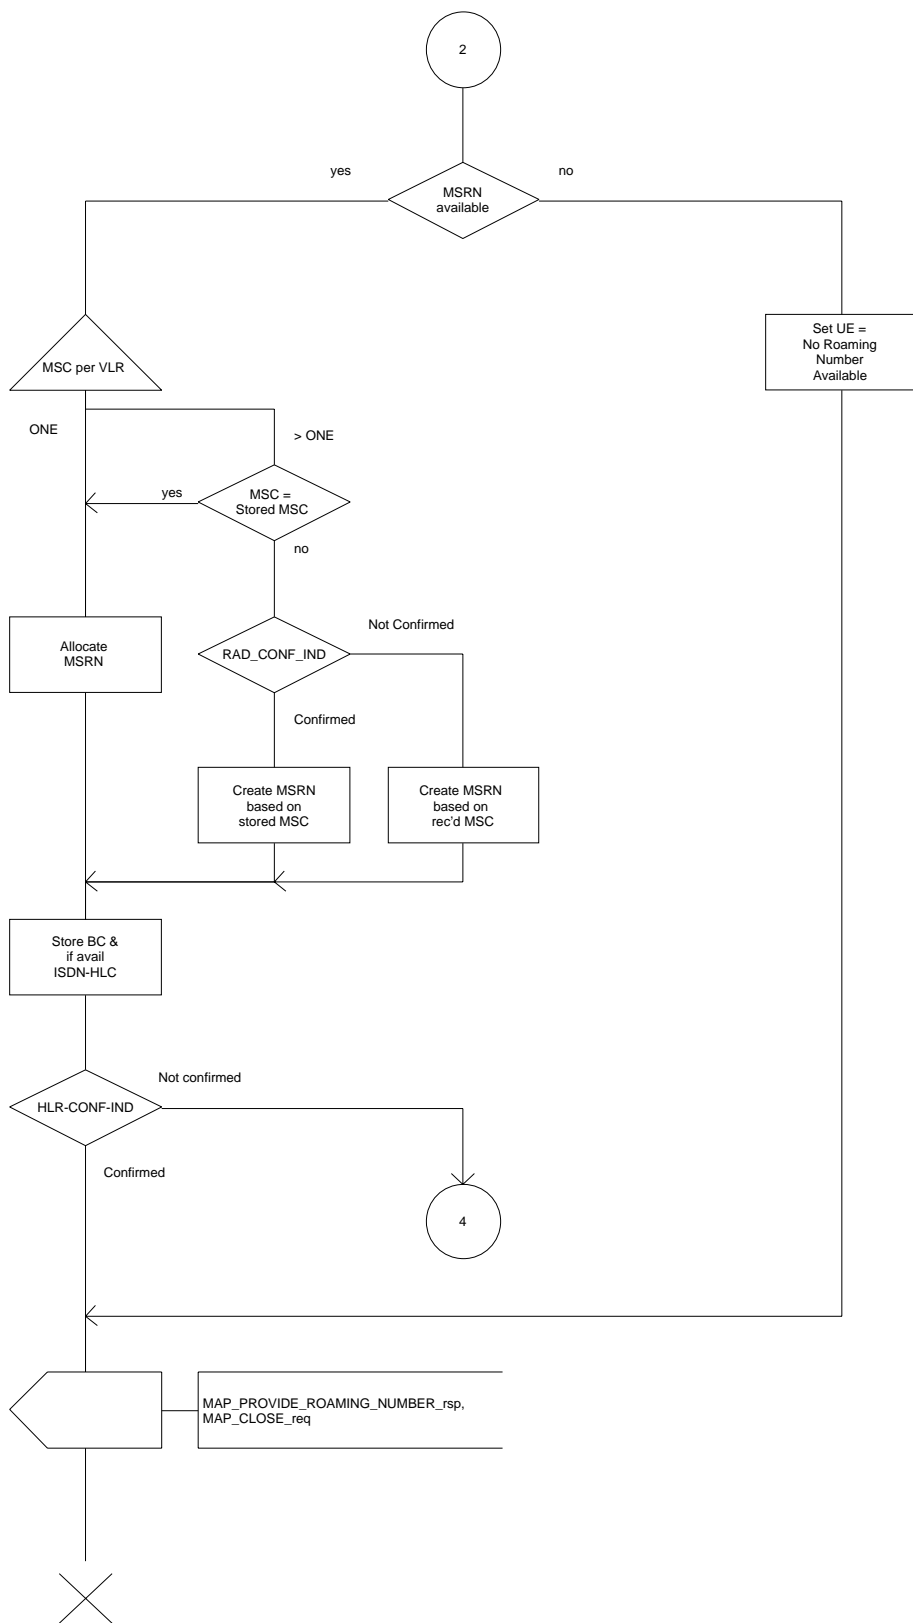 2
yes
no
MSRN
available
MSC per VLR
Set UE =
No Roaming
Number
Available
ONE
> ONE
yes
MSC =
Stored MSC
no
Allocate
MSRN
Not Confirmed
RAD_CONF_IND
Confirmed
Create MSRN
based on
stored MSC
Create MSRN
based on
rec'd MSC
Store BC &
if avail
ISDN-HLC
Not confirmed
HLR-CONF-IND
Confirmed
4
MAP_PROVIDE_ROAMING_NUMBER_rsp,
MAP_CLOSE_req